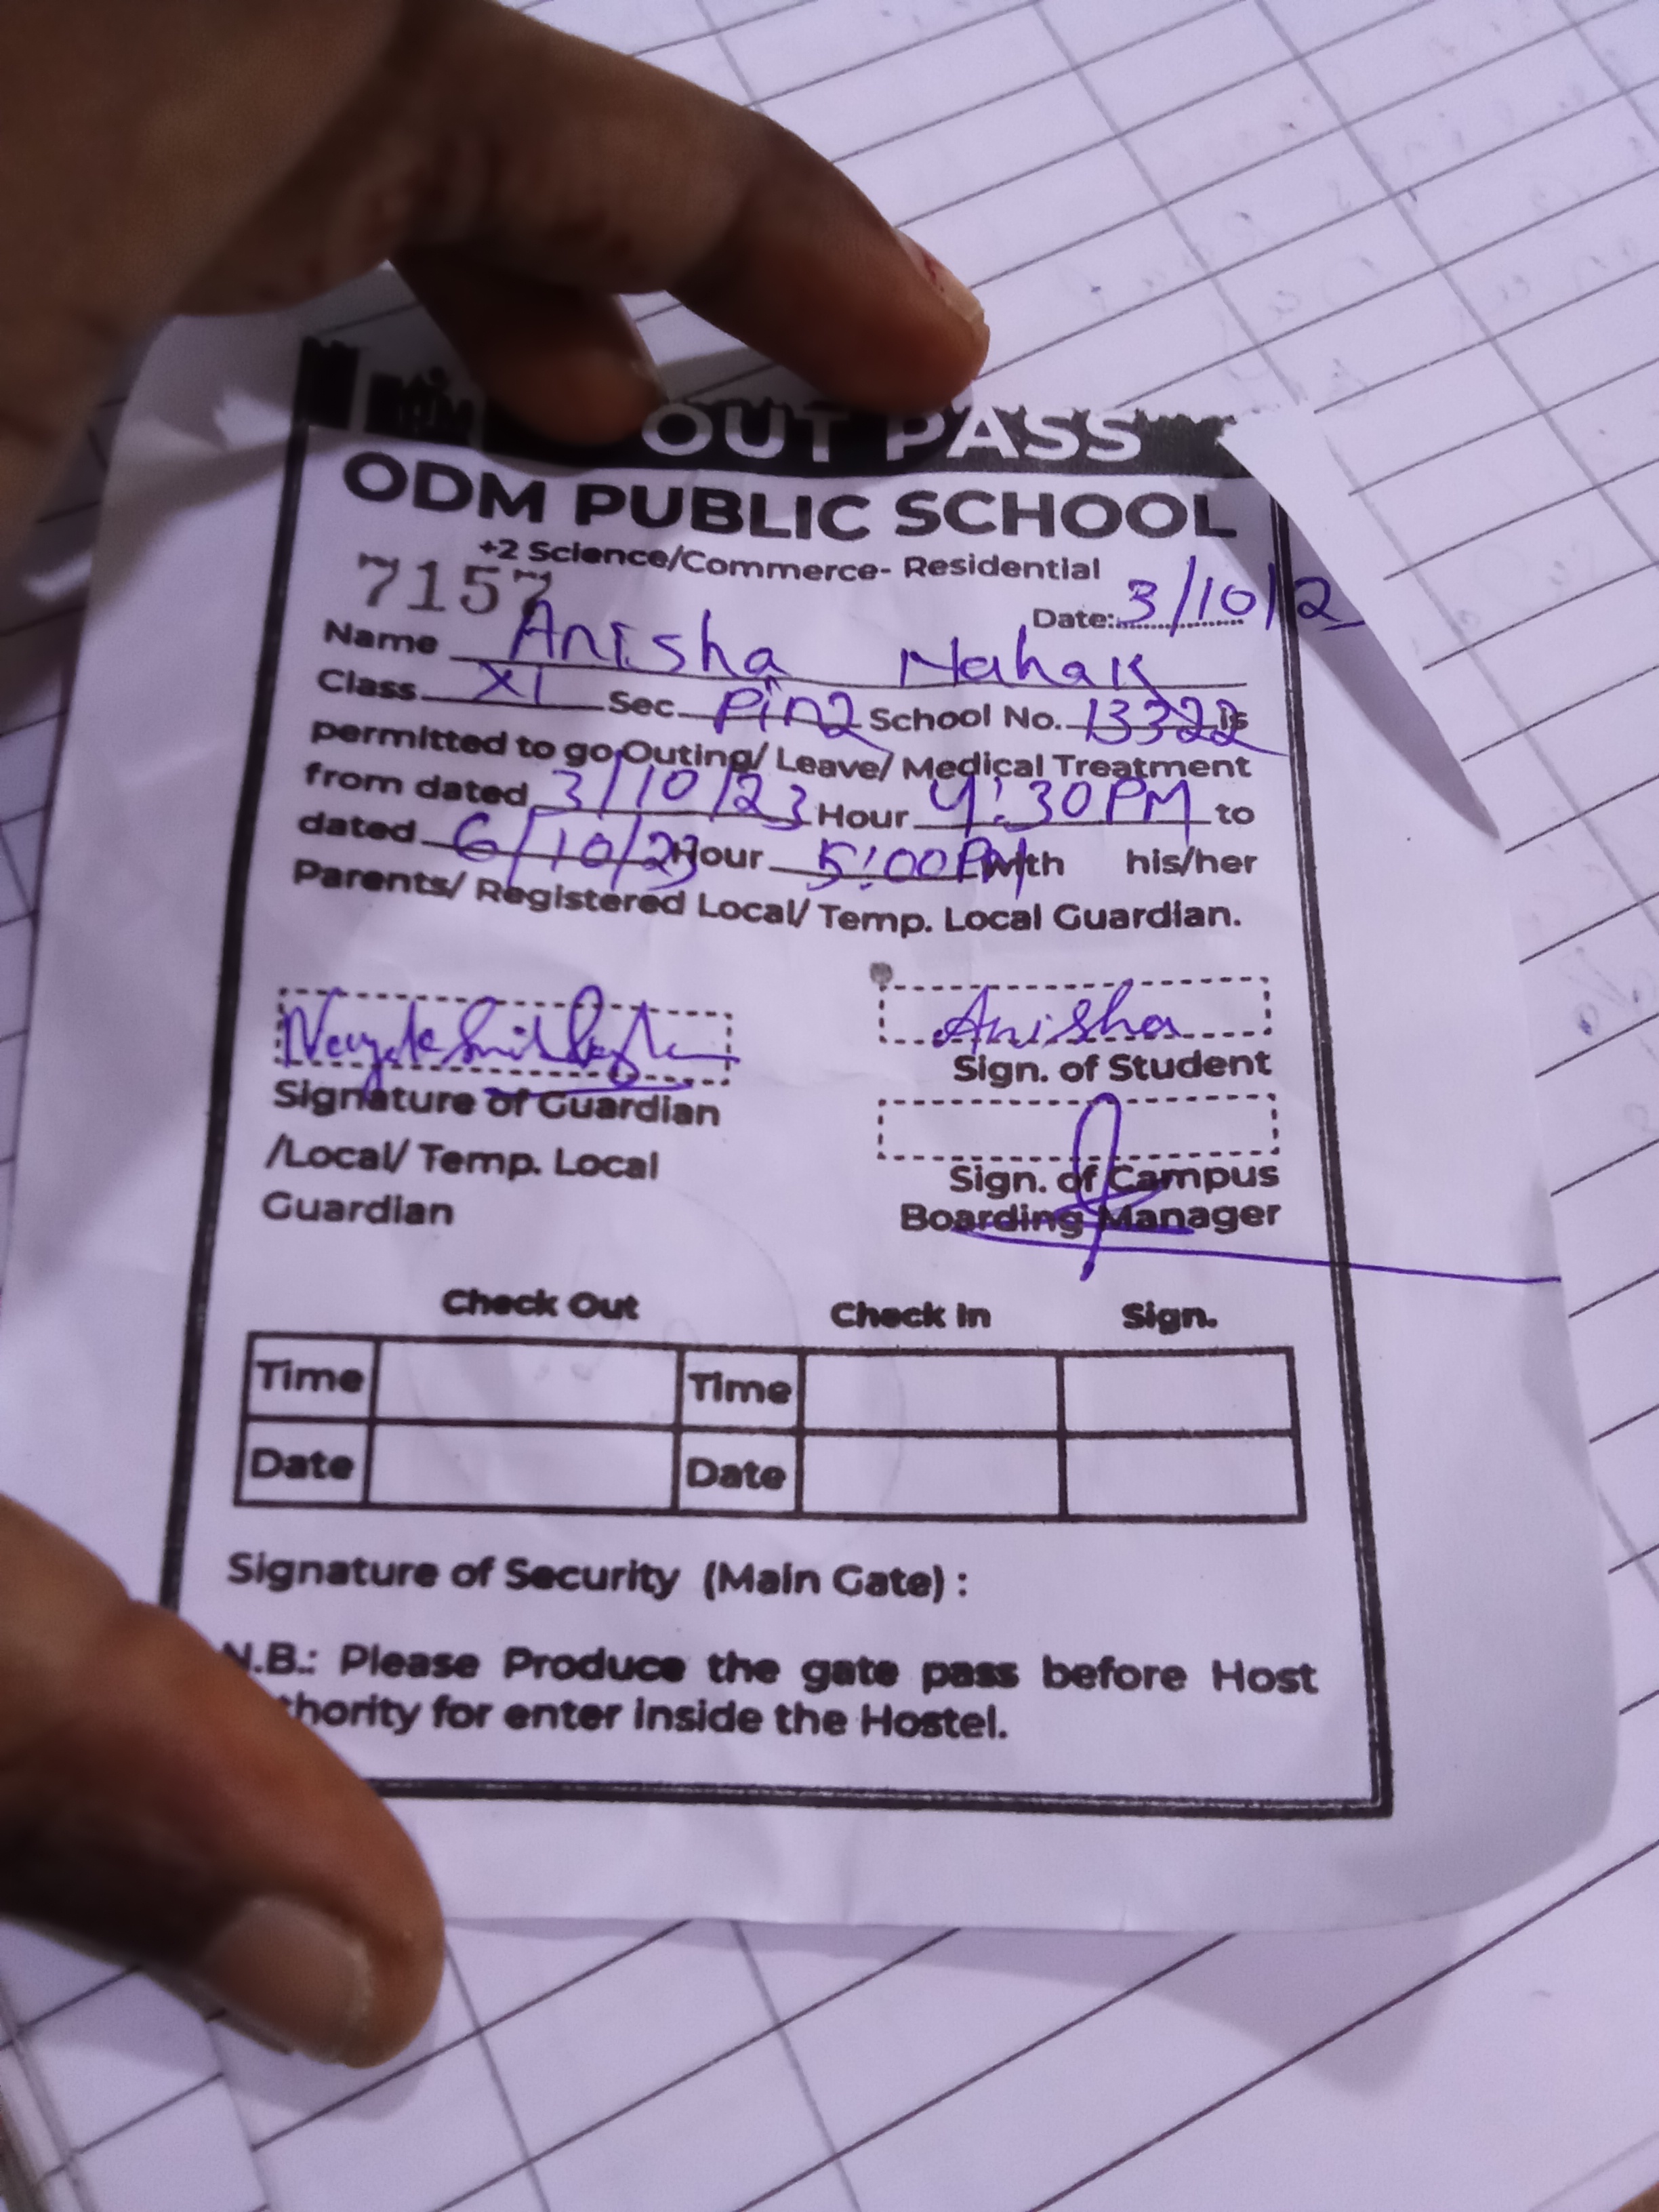 OUT PASS
ODM PUBLIC SCHOOL
+2 Science/Commerce- Residential
7157
Date: 3/10/2
Name Anisha Mahak
Class XI Sec Pin2 School No. 13322 is
permitted to go Outing/ Leave/ Medical Treatment
from dated 3/10/23 Hour 4:30PM to
dated 6/10/23 Hour 5:00PM with his/her
Parents/ Registered Local/ Temp. Local Guardian.
Anisha
Sign. of Student
Signature of Guardian
/Local/ Temp. Local
Guardian
Sign. of Campus
Boarding Manager
Check Out Check In Sign.
Time Time
Date Date
Signature of Security (Main Gate) :
N.B.: Please Produce the gate pass before Host
thority for enter inside the Hostel.